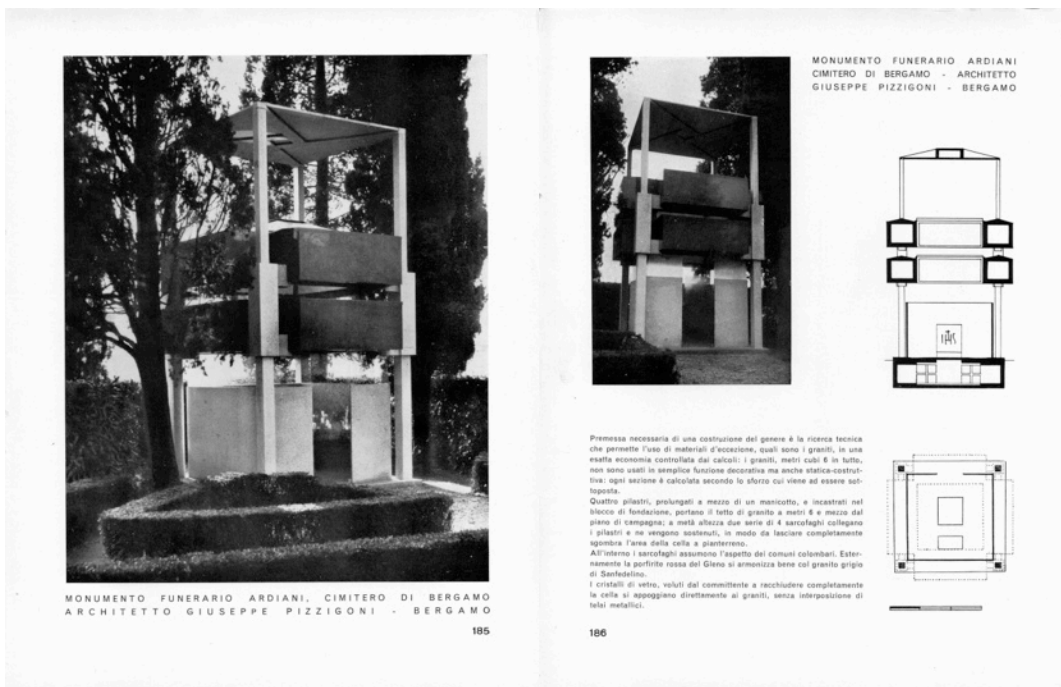 MONUMENTO FUNERARIO ARDIANI, CIMITERO DI BERGAMO
ARCHITETTO GIUSEPPE PIZZIGONI - BERGAMO
185
MONUMENTO FUNERARIO ARDIANI
CIMITERO DI BERGAMO - ARCHITETTO
GIUSEPPE PIZZIGONI - BERGAMO
IHS
Premessa necessaria di una costruzione del genere è la ricerca tecnica
che permette l'uso di materiali d'eccezione, quali sono i graniti, in una
esatta economia controllata dai calcoli: i graniti, metri cubi 6 in tutto,
non sono usati in semplice funzione decorativa ma anche statica-costrut-
tiva: ogni sezione è calcolata secondo lo sforzo cui viene ad essere sot-
toposta.
Quattro pilastri, prolungati a mezzo di un manicotto, e incastrati nel
blocco di fondazione, portano il tetto di granito a metri 6 e mezzo dal
piano di campagna; a metà altezza due serie di 4 sarcofaghi collegano
i pilastri e ne vengono sostenuti, in modo da lasciare completamente
sgombra l'area della cella a pianterreno.
All'interno i sarcofaghi assumono l'aspetto dei comuni colombari. Ester-
namente la porfirite rossa del Gleno si armonizza bene col granito grigio
di Sanfedelino.
I cristalli di vetro, voluti dal committente a racchiudere completamente
la cella si appoggiano direttamente ai graniti, senza interposizione di
telai metallici.
186